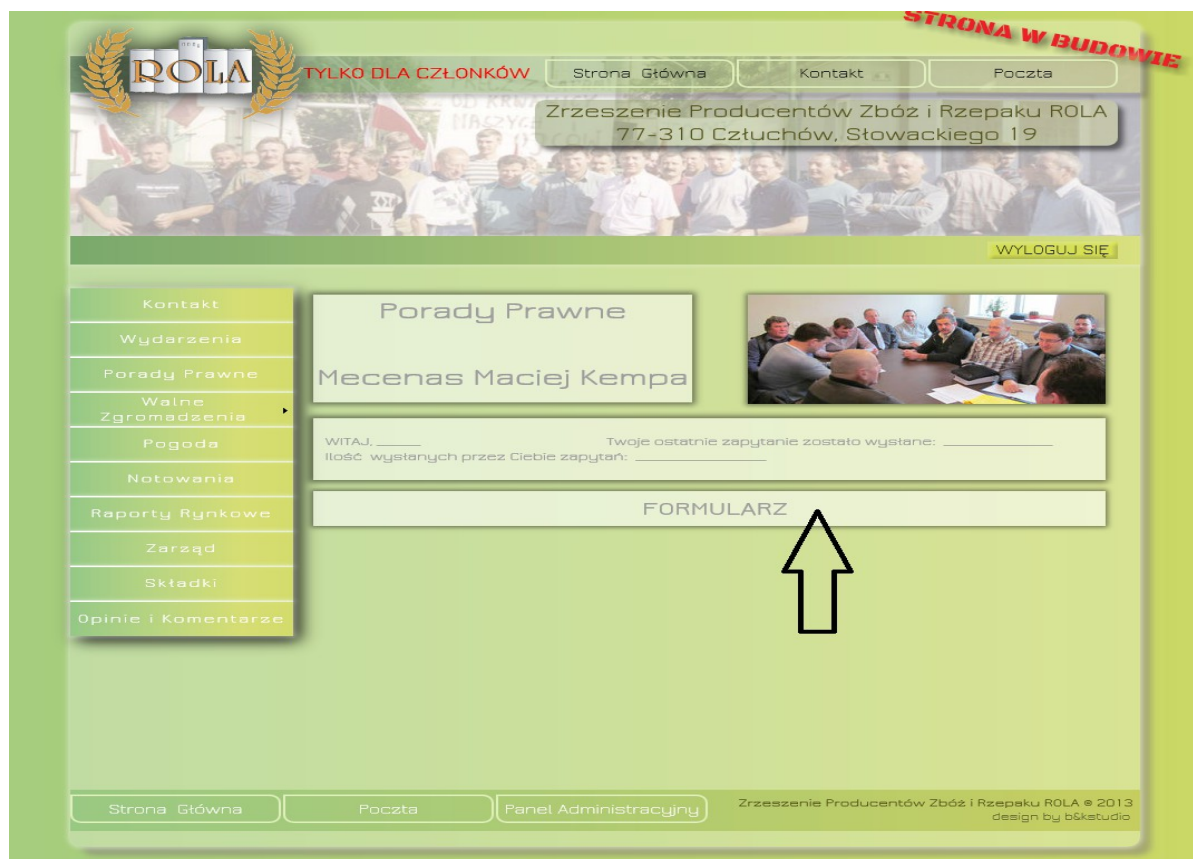 STRONA W BUDOWIE
ROLA
TYLKO DLA CZŁONKÓW
Strona Główna
Kontakt
Poczta
Zrzeszenie Producentów Zbóż i Rzepaku ROLA
77-310 Człuchów, Słowackiego 19
WYLOGUJ SIĘ
Kontakt
Wydarzenia
Porady Prawne
Walne
Zgromadzenia
Pogoda
Notowania
Raporty Rynkowe
Zarząd
Składki
Opinie i Komentarze
Porady Prawne
Mecenas Maciej Kempa
WITAJ, _____ Twoje ostatnie zapytanie zostało wysłane: ____________
Ilość wysłanych przez Ciebie zapytań: ______________
FORMULARZ
Strona Główna
Poczta
Panel Administracyjny
Zrzeszenie Producentów Zbóż i Rzepaku ROLA © 2013
design by b&kstudio